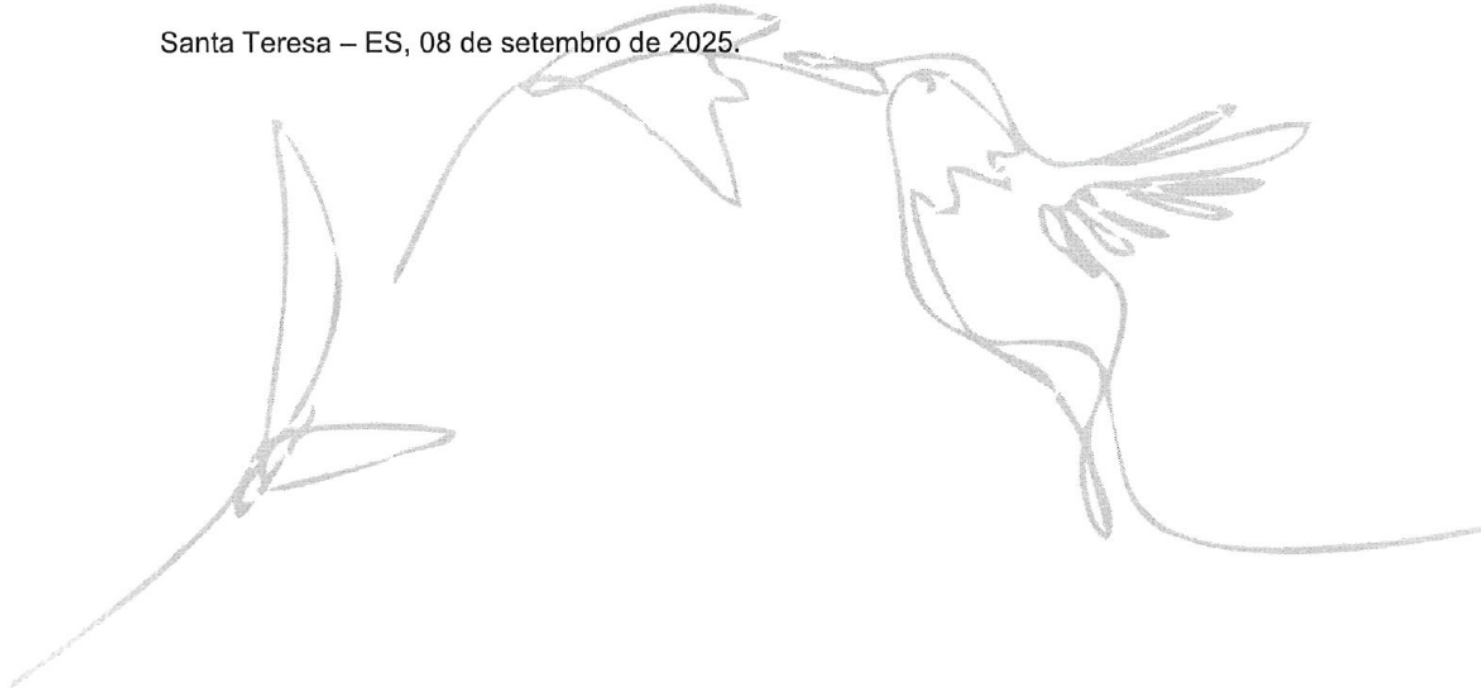 Santa Teresa – ES, 08 de setembro de 2025.